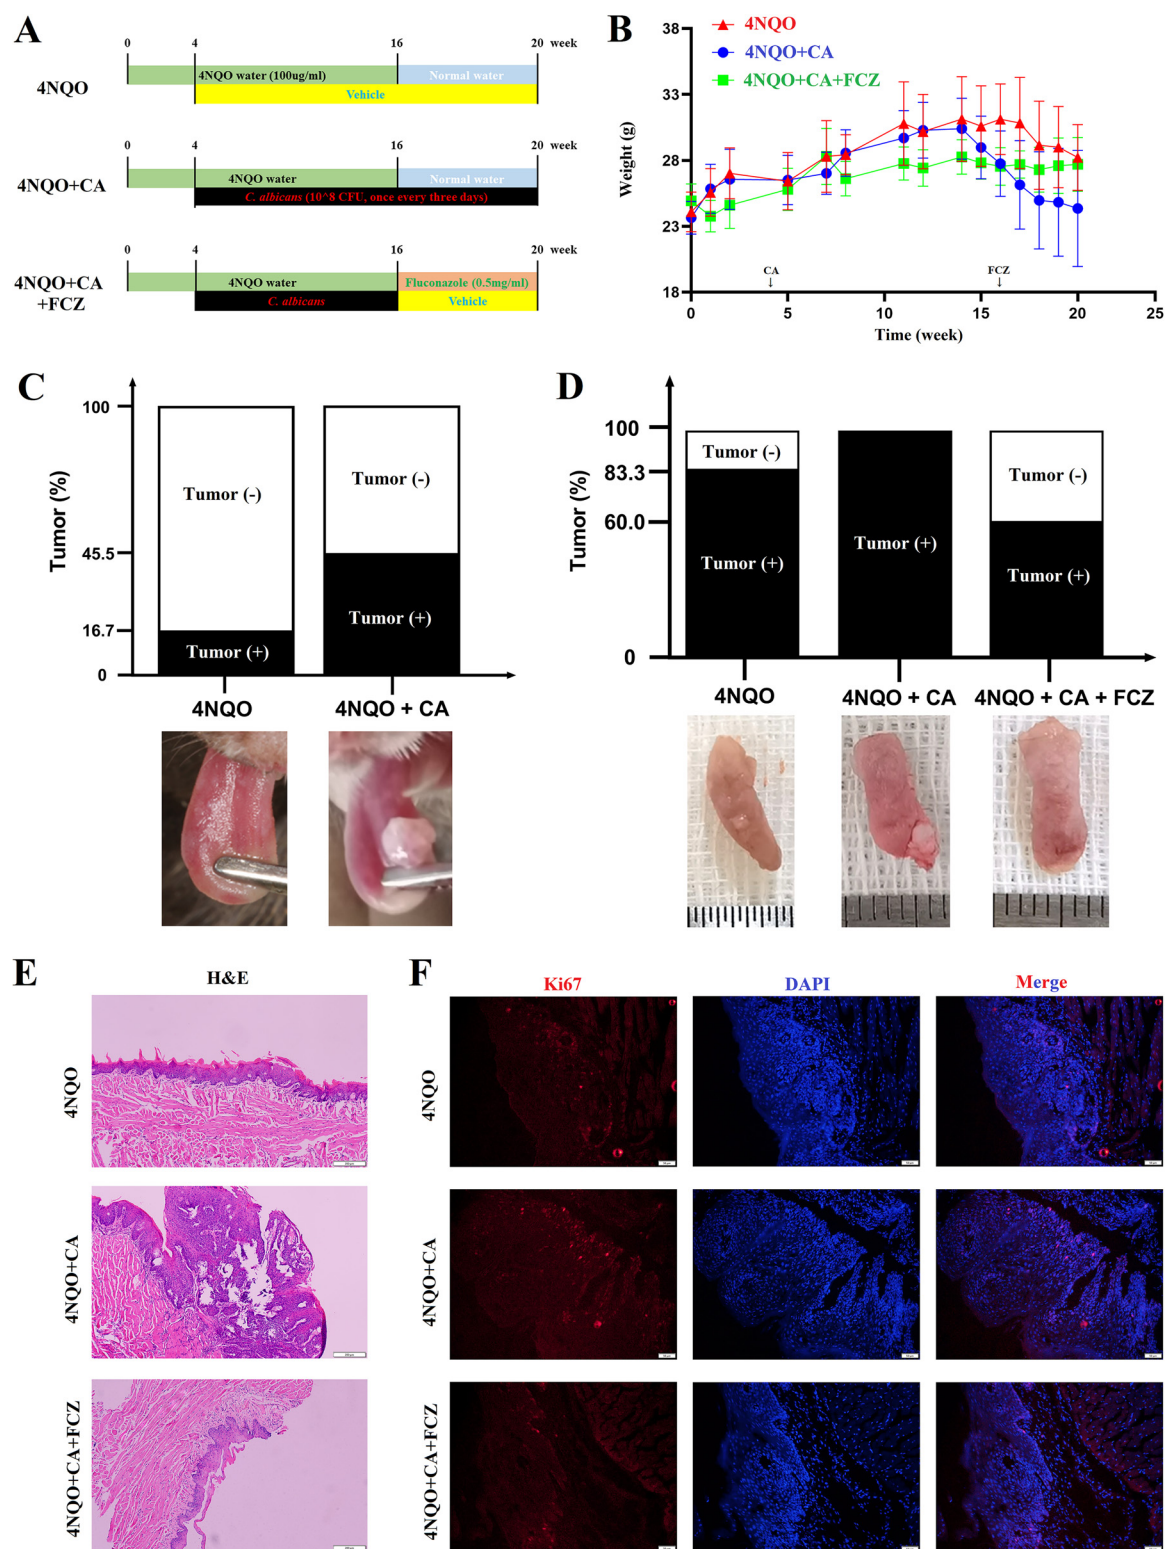 A
0 4 16 20 week
4NQO
4NQO water (100ug/ml) Normal water
Vehicle
0 4 16 20 week
4NQO+CA
4NQO water Normal water
C. albicans (10^8 CFU, once every three days)
0 4 16 20 week
4NQO+CA
+FCZ
4NQO water Fluconazole (0.5mg/ml)
C. albicans Vehicle
B
4NQO
4NQO+CA
4NQO+CA+FCZ
Weight (g)
38
33
28
23
18
CA
FCZ
0 5 10 15 20 25
Time (week)
C
Tumor (%)
100
45.5
16.7
0
Tumor (-)
Tumor (+)
Tumor (-)
Tumor (+)
4NQO
4NQO + CA
D
Tumor (%)
100
83.3
60.0
0
Tumor (-)
Tumor (+)
Tumor (+)
Tumor (-)
Tumor (+)
4NQO
4NQO + CA
4NQO + CA + FCZ
E
H&E
4NQO
4NQO+CA
4NQO+CA+FCZ
F
Ki67 DAPI Merge
4NQO
4NQO+CA
4NQO+CA+FCZ